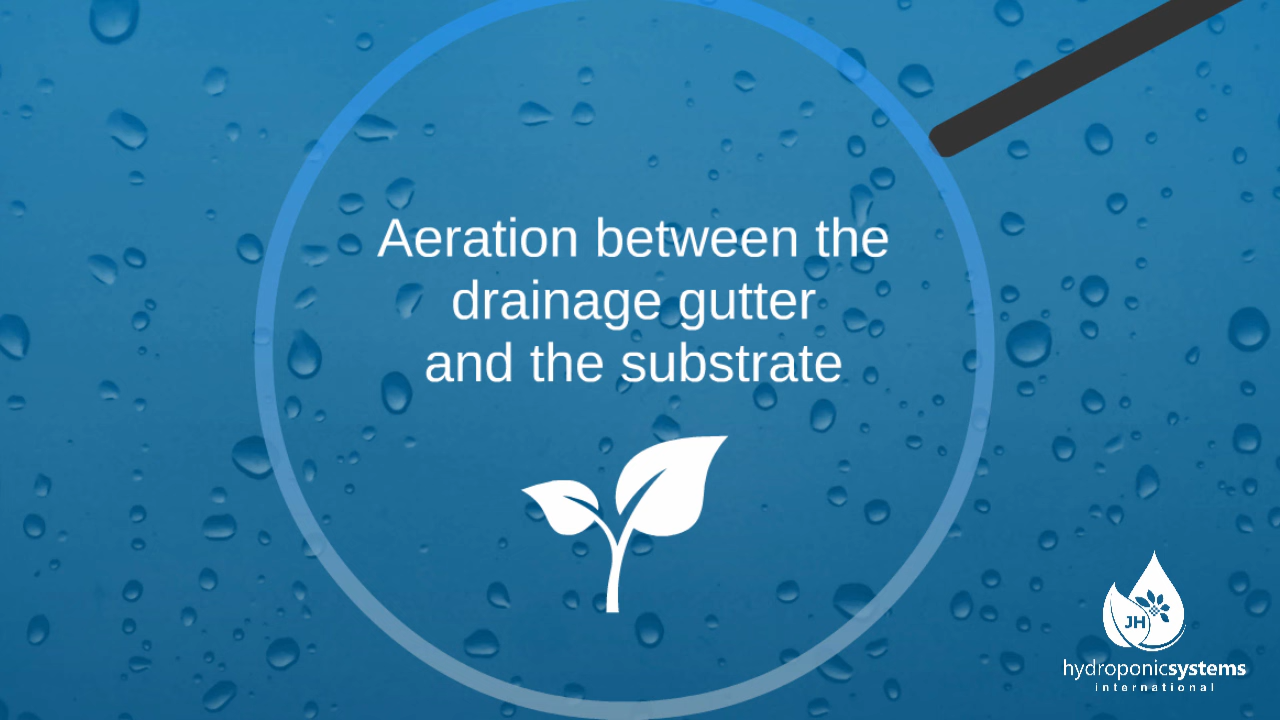 Aeration between the
drainage gutter
and the substrate
JH
hydroponicsystems
international